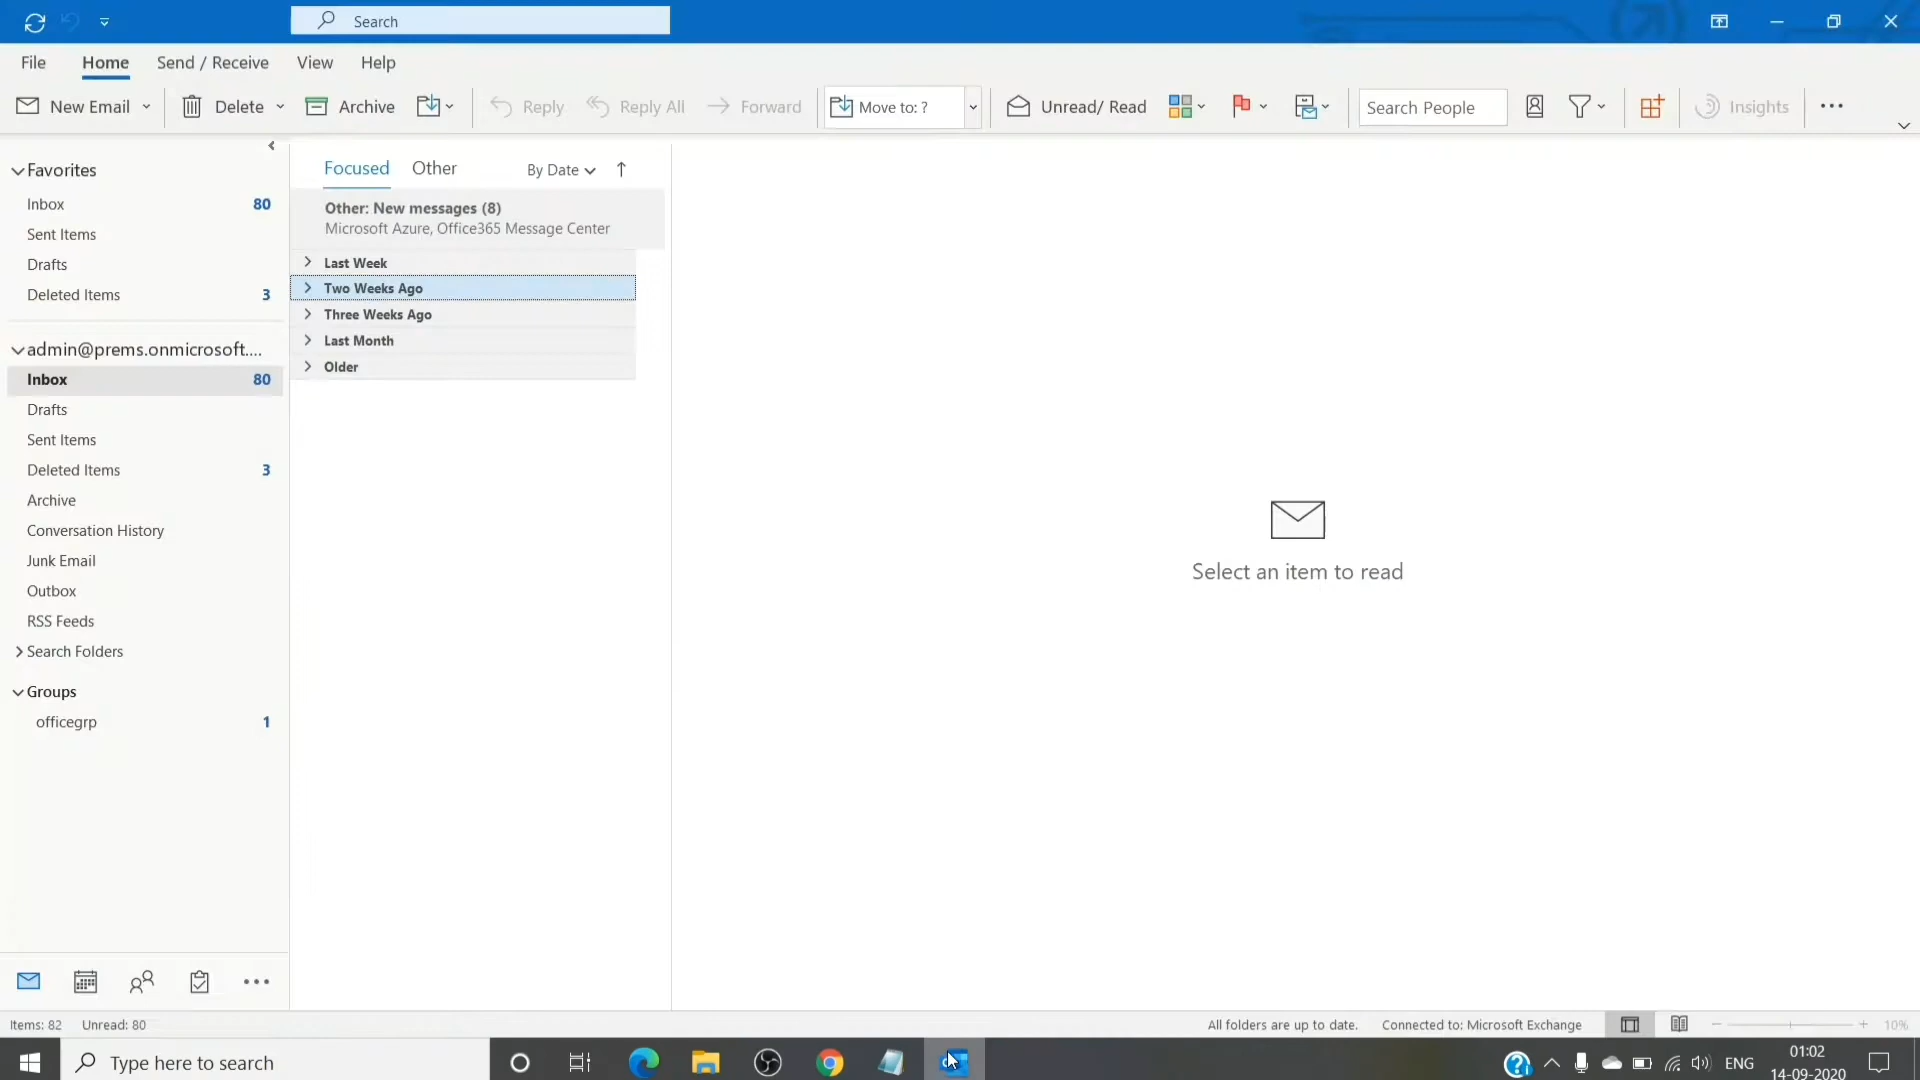 Search
File Home Send / Receive View Help
New Email Delete Archive Reply Reply All Forward Move to: ? Unread/ Read Search People Insights
Favorites
Inbox 80
Sent Items
Drafts
Deleted Items 3
admin@prems.onmicrosoft....
Inbox 80
Drafts
Sent Items
Deleted Items 3
Archive
Conversation History
Junk Email
Outbox
RSS Feeds
Search Folders
Groups
officegrp 1
Focused Other By Date
Other: New messages (8)
Microsoft Azure, Office365 Message Center
Last Week
Two Weeks Ago
Three Weeks Ago
Last Month
Older
Select an item to read
Items: 82 Unread: 80
All folders are up to date. Connected to: Microsoft Exchange 10%
Type here to search
ENG
01:02
14-09-2020